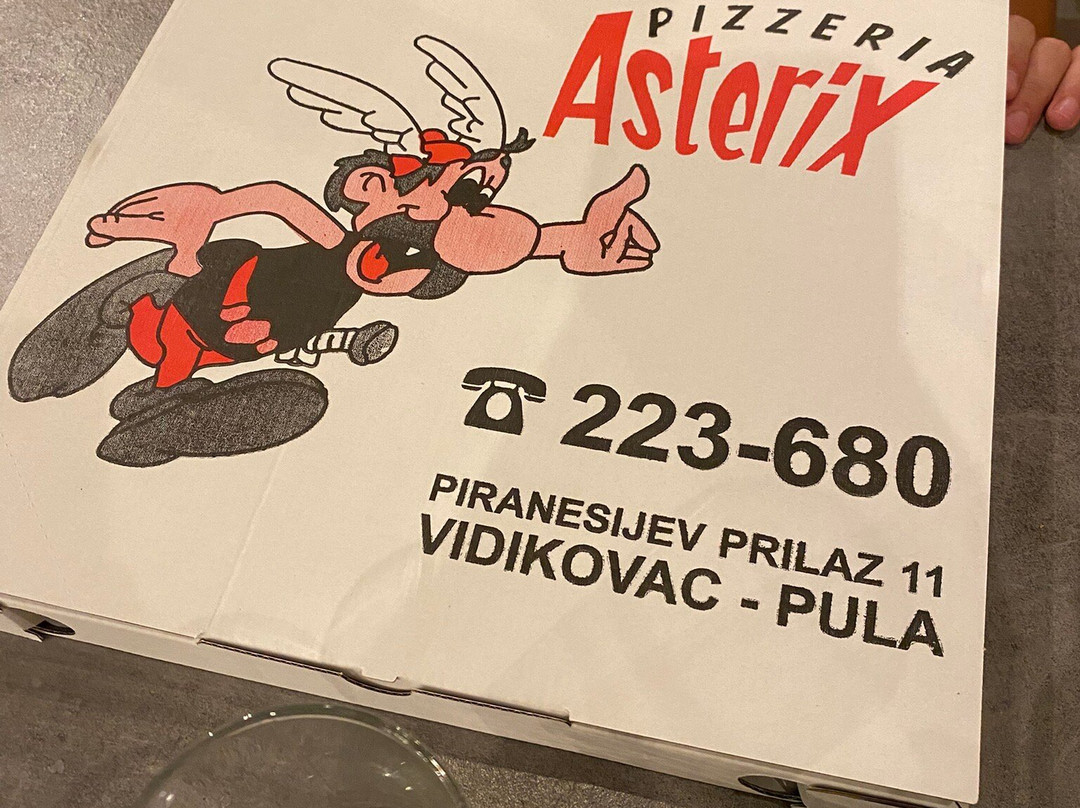 PIZZERIA
Asterix
223-680
PIRANESIJEV PRILAZ 11
VIDIKOVAC - PULA